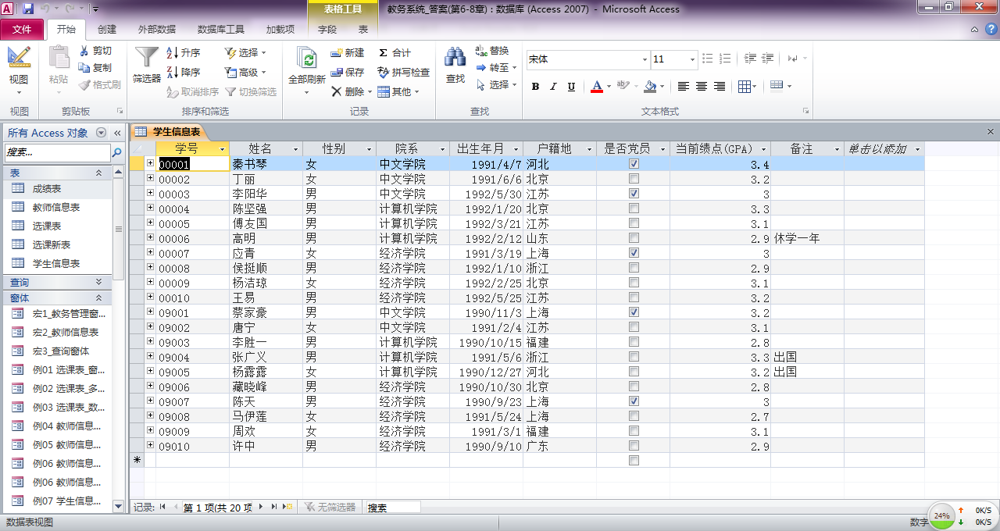 教务系统_答案(第6-8章) : 数据库 (Access 2007) - Microsoft Access
表格工具
文件 开始 创建 外部数据 数据库工具 加载项 字段 表
视图 粘贴 剪切 复制 格式刷
筛选器 升序 降序 取消排序 选择 高级 切换筛选
全部刷新 新建 保存 删除 合计 拼写检查 其他
查找 替换 转至 选择
宋体 11
B I U A ab
视图 剪贴板 排序和筛选 记录 查找 文本格式
所有 Access 对象
搜索...
表
成绩表
教师信息表
选课表
选课新表
学生信息表
查询
窗体
宏1_教务管理窗...
宏2_教师信息表
宏3_查询窗体
例01 选课表_窗...
例02 选课表_多...
例03 选课表_数...
例04 教师信息...
例05 教师信息...
例06 教师信息...
例06 教师信息...
例07 学生信息...
学生信息表
学号 姓名 性别 院系 出生年月 户籍地 是否党员 当前绩点(GPA) 备注 单击以添加
00001 秦书琴 女 中文学院 1991/4/7 河北 3.4
00002 丁丽 女 中文学院 1991/6/6 北京 3.2
00003 李阳华 男 中文学院 1992/5/30 江苏 3
00004 陈坚强 男 计算机学院 1992/1/20 北京 3.3
00005 傅友国 男 计算机学院 1992/3/21 江苏 3.1
00006 高明 男 计算机学院 1992/2/12 山东 2.9 休学一年
00007 应青 女 经济学院 1991/3/19 上海 3
00008 侯挺顺 男 经济学院 1992/1/10 浙江 2.9
00009 杨洁琼 女 经济学院 1992/2/25 北京 3.1
00010 王易 男 经济学院 1992/5/25 江苏 3.2
09001 蔡家豪 男 中文学院 1990/11/3 上海 3.2
09002 唐宁 女 中文学院 1991/2/4 江苏 3.1
09003 李胜一 男 计算机学院 1990/10/15 福建 2.8
09004 张广义 男 计算机学院 1991/5/6 浙江 3.3 出国
09005 杨露露 女 计算机学院 1990/12/27 河北 3.2 出国
09006 藏晓峰 男 经济学院 1990/10/30 北京 2.8
09007 陈天 男 经济学院 1990/9/23 上海 3
09008 马伊莲 女 经济学院 1991/5/24 上海 2.7
09009 周欢 女 经济学院 1991/3/1 福建 3.1
09010 许中 男 经济学院 1990/9/10 广东 2.9
记录: 第 1 项(共 20 项 无筛选器 搜索
数据表视图 数字
24% 0K/S
0K/S